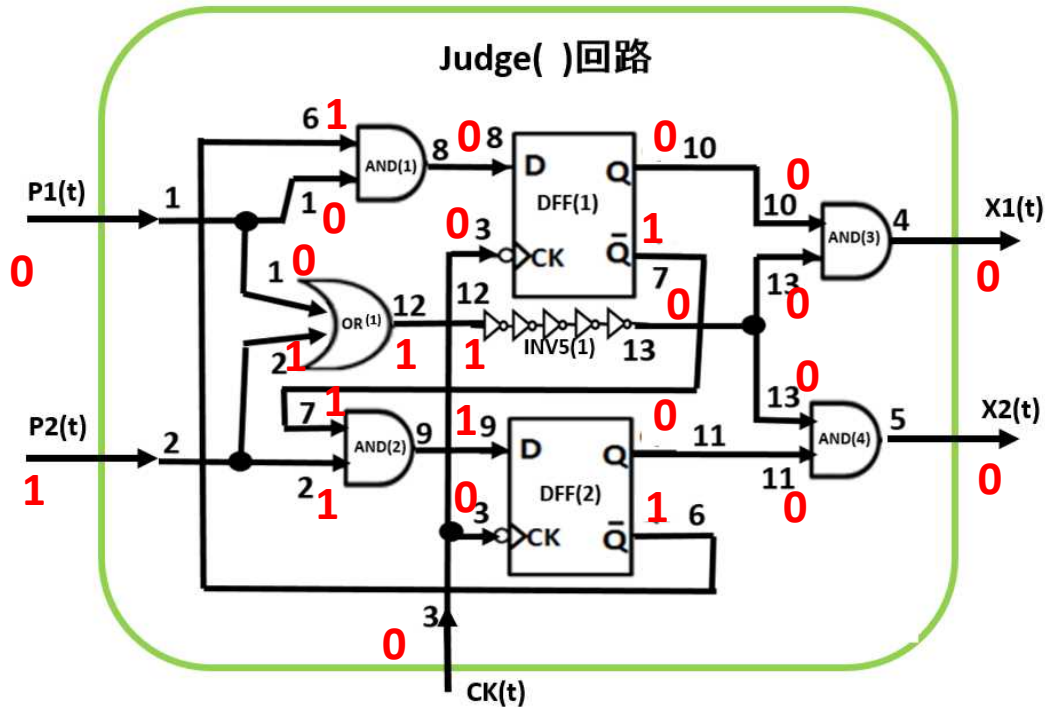 Judge( )回路
6 1
AND(1)
8 0 8
D Q
0 10
0
10
P1(t)
1
1 0
DFF(1)
0 3
CK Q̅
1
7
AND(3)
4
X1(t)
0
0
1 0
OR(1)
12
1
12
1
INV5(1)
0
13
13
0
2 1
7 1
AND(2)
9 1 9
D Q
0
11
0
13
AND(4)
5
X2(t)
0
P2(t)
2
1
2 1
DFF(2)
0
3
CK Q̅
1 6
11 0
3
0
CK(t)